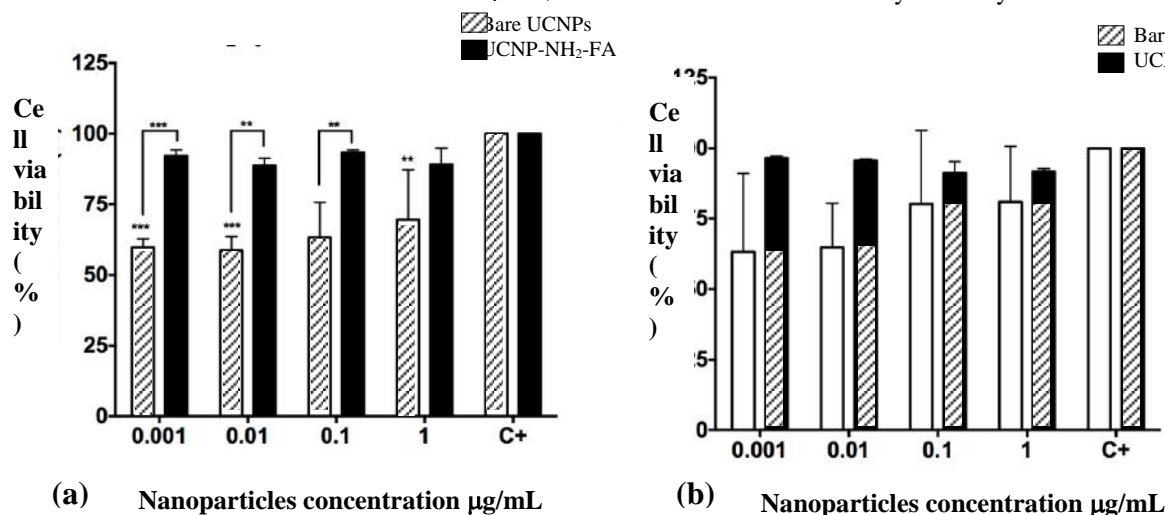 Bare UCNPs
UCNP-NH₂-FA
125
100
75
50
25
0
Ce
ll
via
bil
ity
(
%
)
***
**
**
***
***
**
0.001 0.01 0.1 1 C+
(a) Nanoparticles concentration µg/mL
Bar
UCI
Ce
ll
via
bil
ity
(
%
)
0.001 0.01 0.1 1 C+
(b) Nanoparticles concentration µg/mL